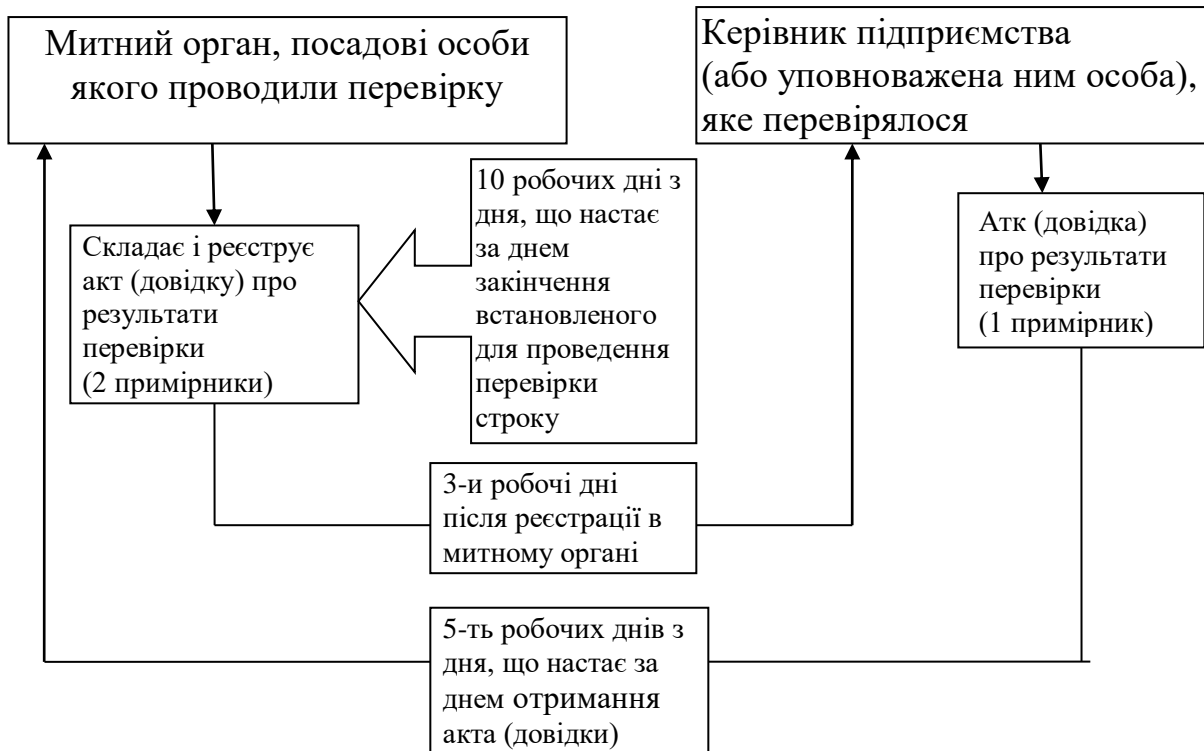 Митний орган, посадові особи
якого проводили перевірку
Керівник підприємства
(або уповноважена ним особа),
яке перевірялося
10 робочих дні з
дня, що настає
за днем
закінчення
встановленого
для проведення
перевірки
строку
Складає і реєструє
акт (довідку) про
результати
перевірки
(2 примірники)
Атк (довідка)
про результати
перевірки
(1 примірник)
3-и робочі дні
після реєстрації в
митному органі
5-ть робочих днів з
дня, що настає за
днем отримання
акта (довідки)